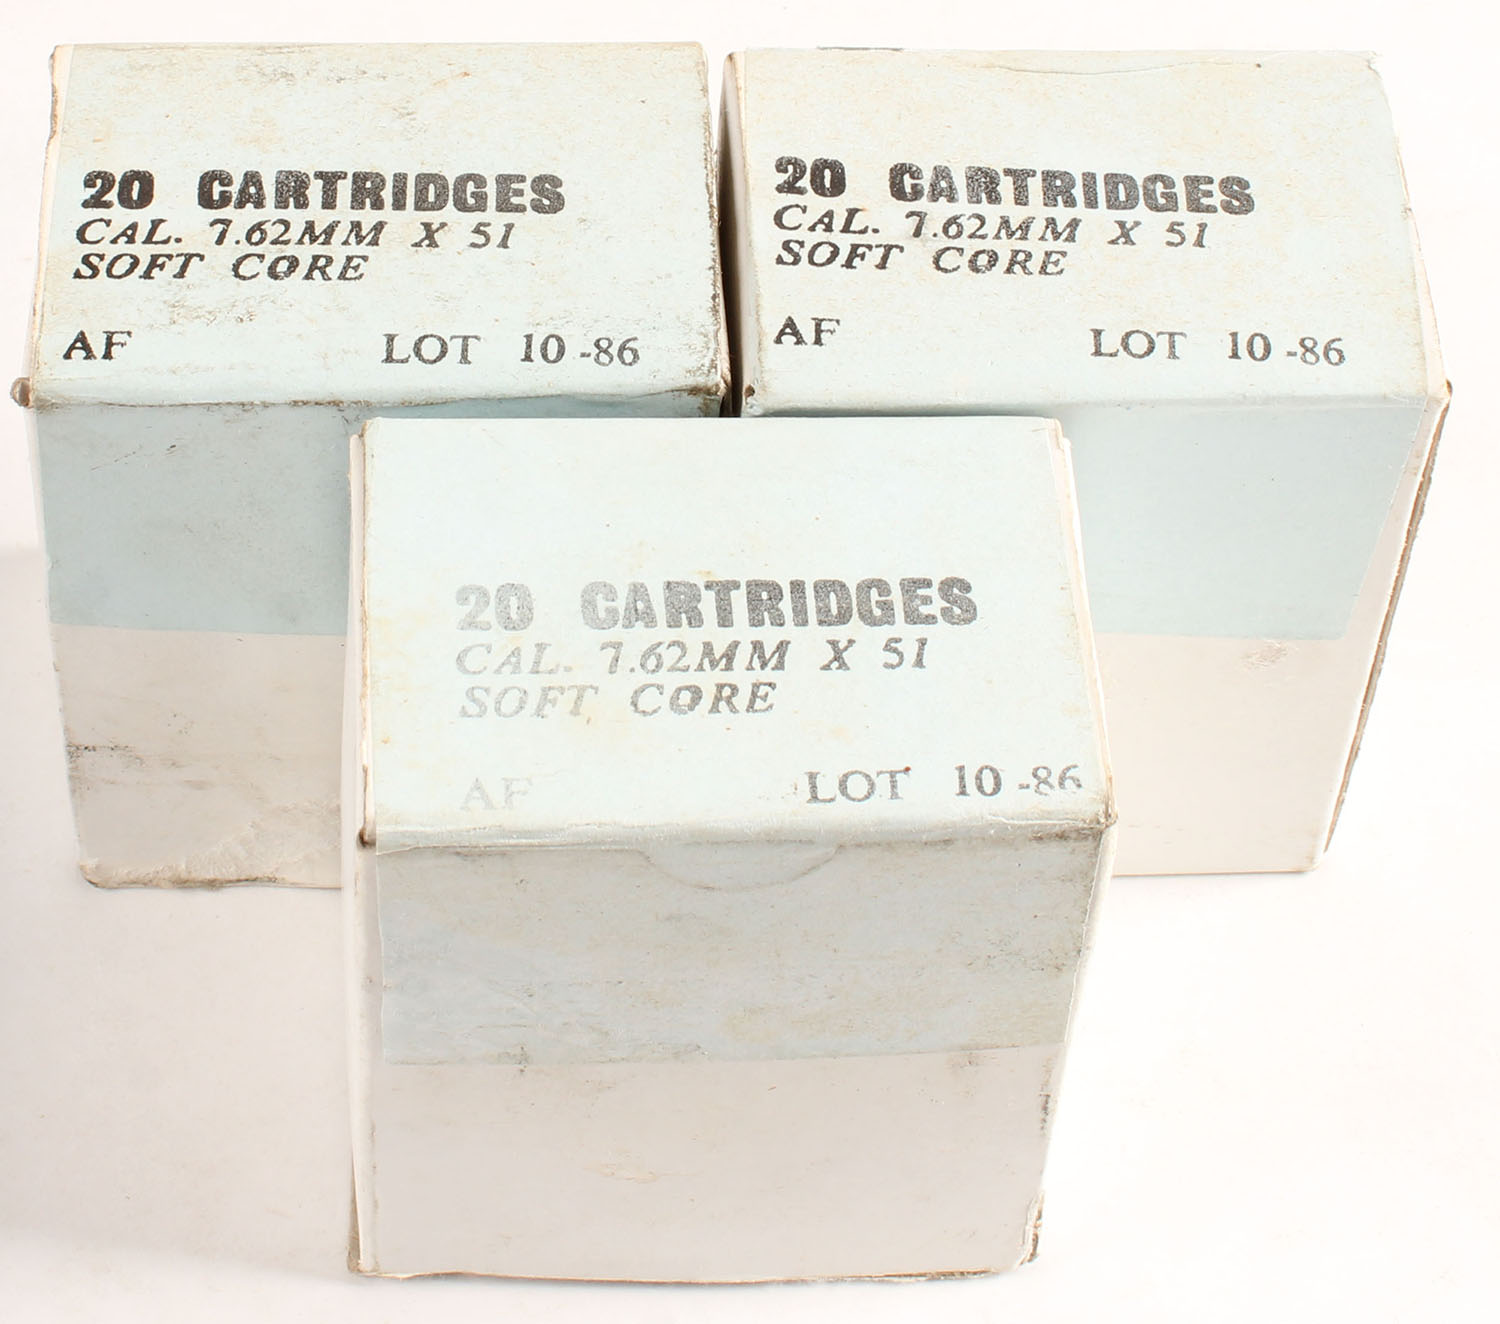 20 CARTRIDGES
CAL. 7.62MM X 51
SOFT CORE
AF LOT 10-86
20 CARTRIDGES
CAL. 7.62MM X 51
SOFT CORE
AF LOT 10-86
20 CARTRIDGES
CAL. 7.62MM X 51
SOFT CORE
AF LOT 10-86